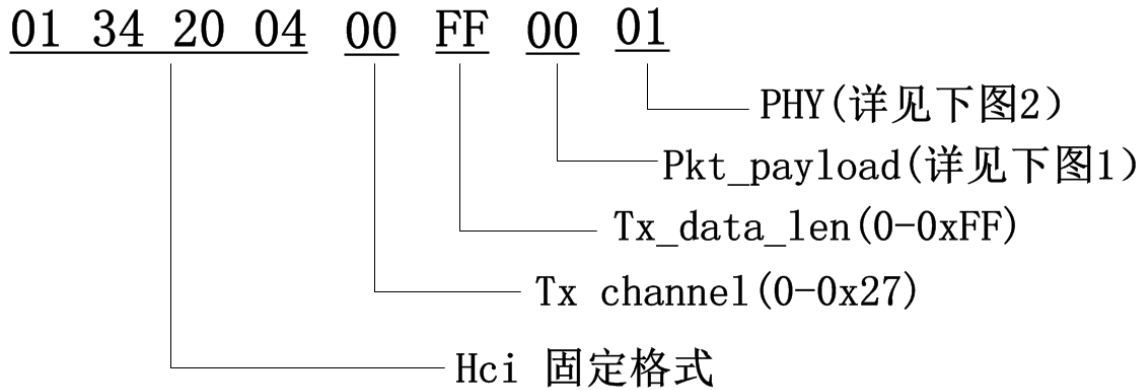 01 34 20 04 00 FF 00 01
PHY(详见下图2)
Pkt_payload(详见下图1)
Tx_data_len(0-0xFF)
Tx channel(0-0x27)
Hci 固定格式